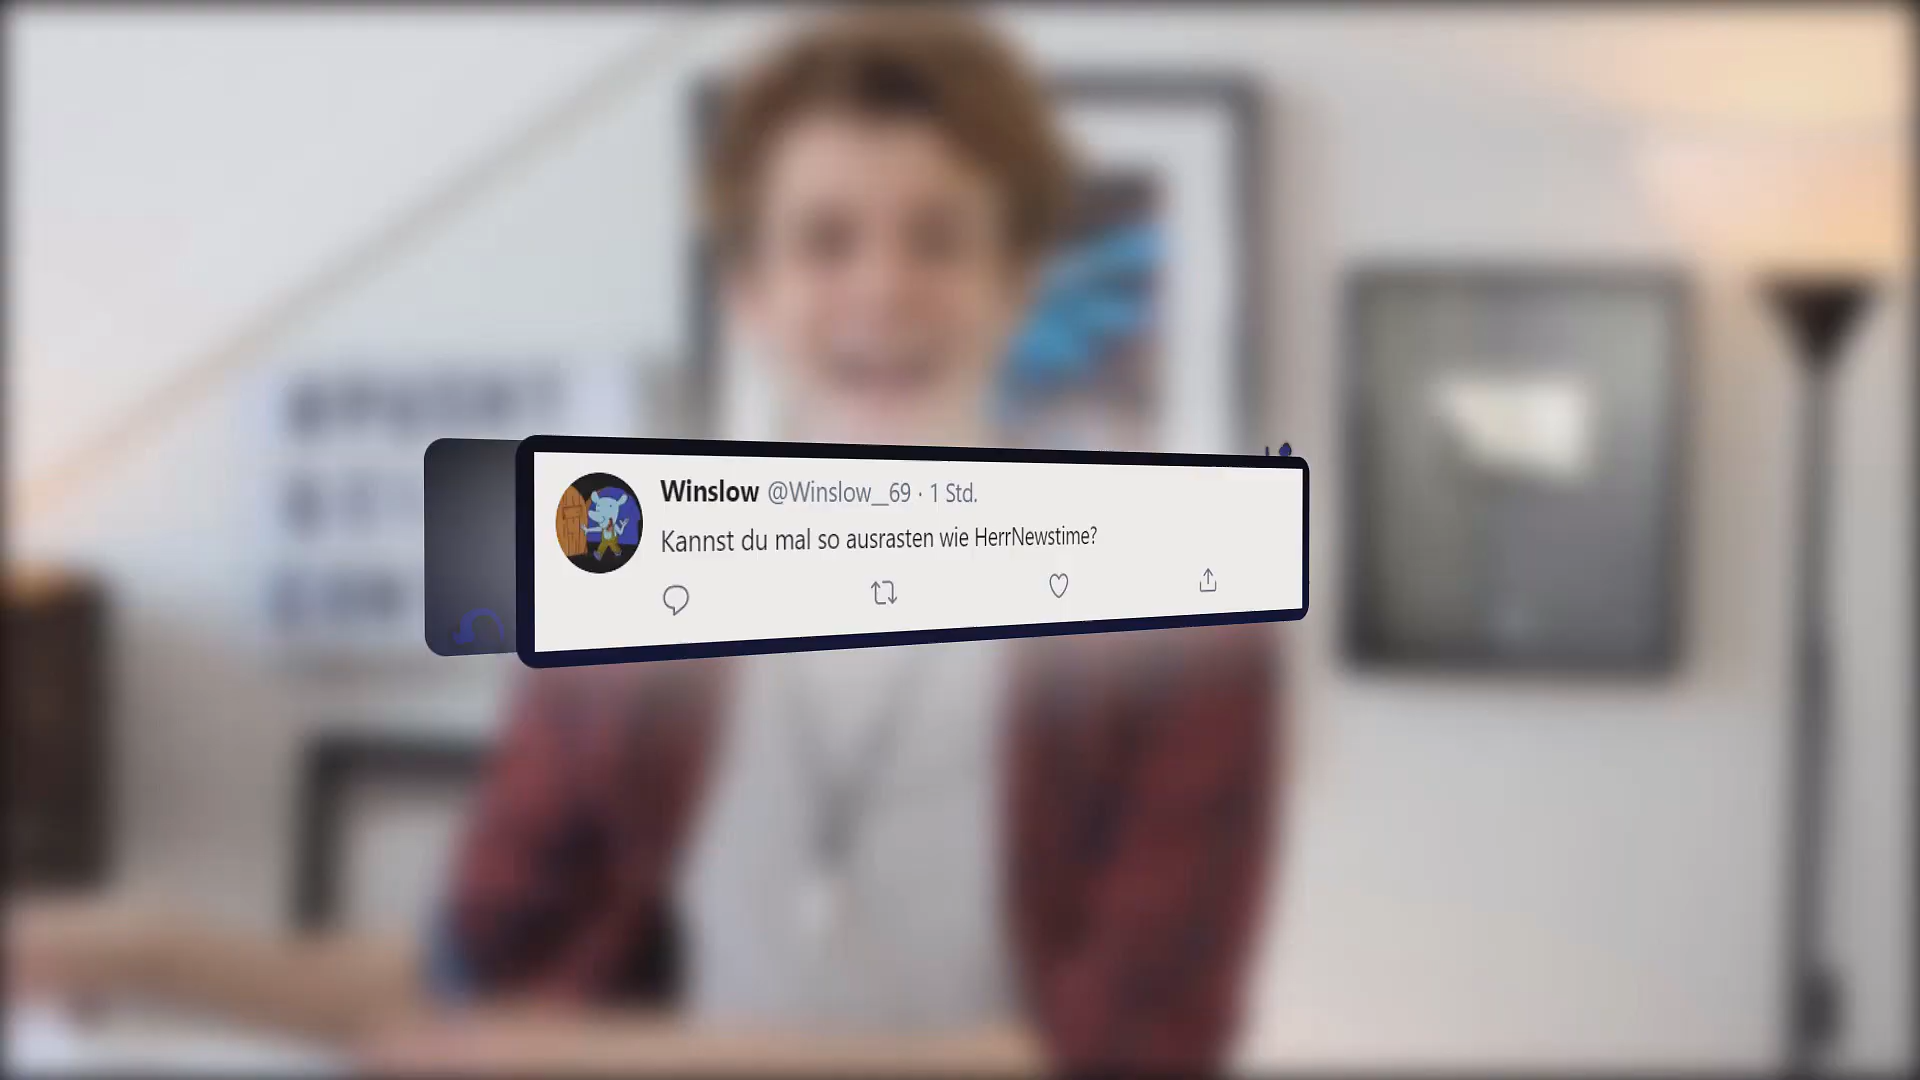 Winslow @Winslow__69 · 1 Std.
Kannst du mal so ausrasten wie HerrNewstime?